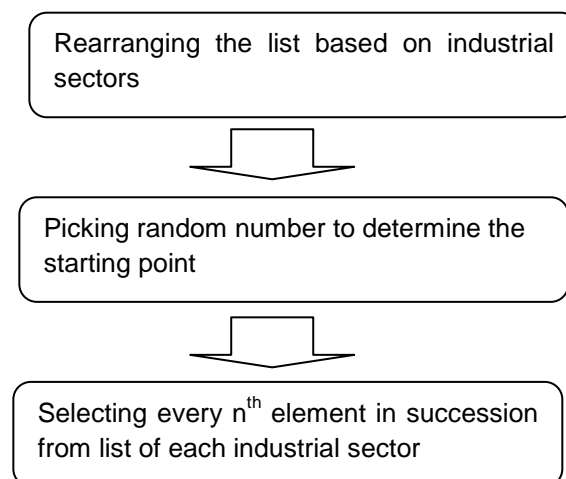 Rearranging the list based on industrial
sectors
Picking random number to determine the
starting point
Selecting every nth element in succession
from list of each industrial sector